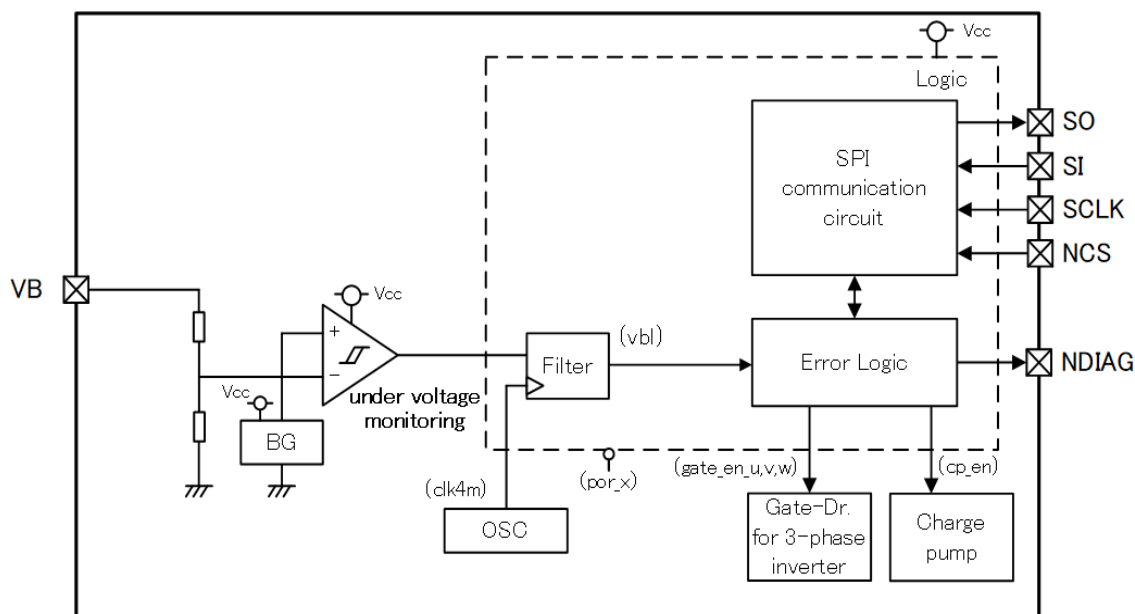 Vcc
Logic
SO
SPI
communication
circuit
SI
SCLK
NCS
VB
Vcc
+
−
(vbl)
Filter
Error Logic
NDIAG
Vcc
under voltage
monitoring
BG
(clk4m)
(por_x)
(gate_en_u,v,w)
(cp_en)
OSC
Gate-Dr.
for 3-phase
inverter
Charge
pump